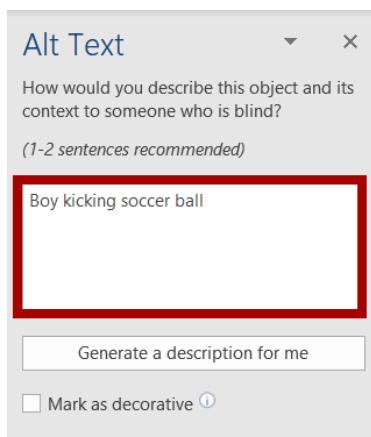 Alt Text
How would you describe this object and its
context to someone who is blind?
(1-2 sentences recommended)
Boy kicking soccer ball
Generate a description for me
Mark as decorative